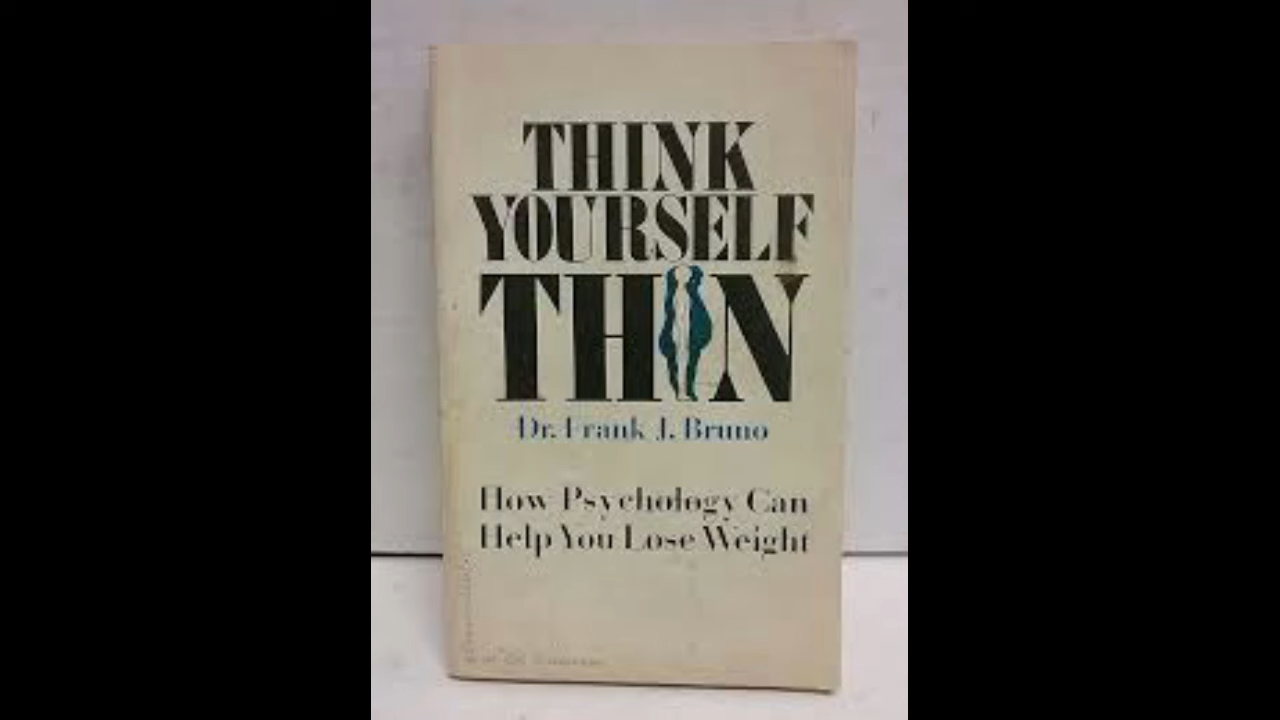 THINK
YOURSELF
THIN
Dr. Frank J. Bruno
How Psychology Can
Help You Lose Weight